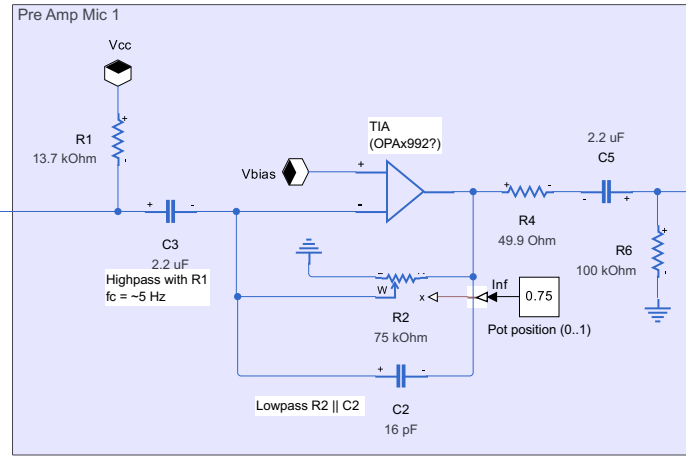 Pre Amp Mic 1
Vcc
R1
13.7 kOhm
+
-
TIA
(OPAx992?)
Vbias
+
-
2.2 uF
C5
+
-
-
+
R4
49.9 Ohm
+
-
C3
2.2 uF
Highpass with R1
fc = ~5 Hz
R6
100 kOhm
+
-
W
x
Inf
0.75
R2
75 kOhm
Pot position (0..1)
+
-
Lowpass R2 || C2
C2
16 pF